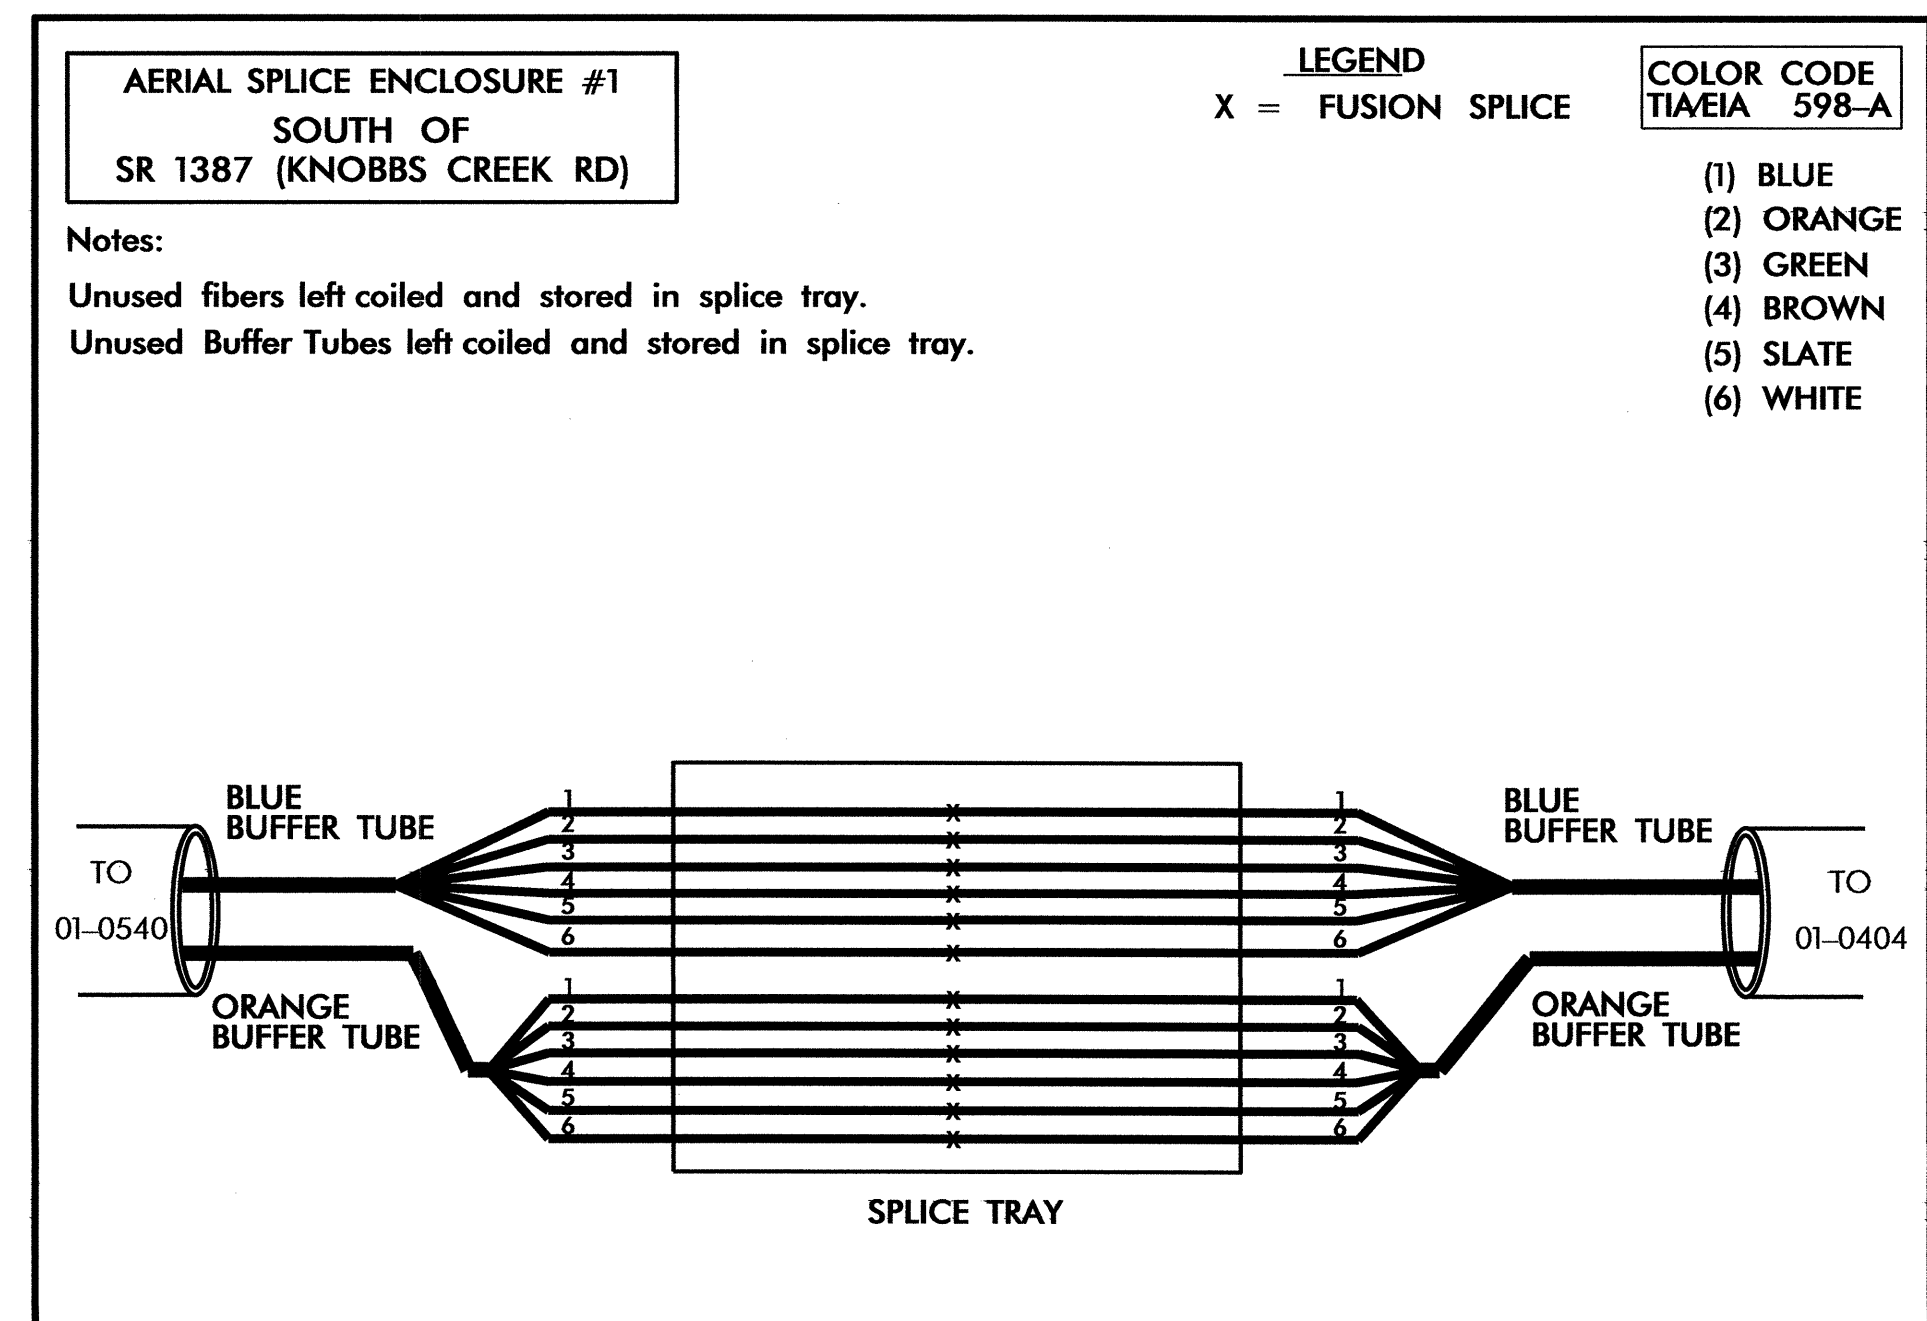 AERIAL SPLICE ENCLOSURE #1
SOUTH OF
SR 1387 (KNOBBS CREEK RD)
LEGEND
X = FUSION SPLICE
COLOR CODE
TIA/EIA 598-A
(1) BLUE
(2) ORANGE
(3) GREEN
(4) BROWN
(5) SLATE
(6) WHITE
Notes:
Unused fibers left coiled and stored in splice tray.
Unused Buffer Tubes left coiled and stored in splice tray.
BLUE
BUFFER TUBE
TO
01-0540
ORANGE
BUFFER TUBE
1
2
3
4
5
6
1
2
3
4
5
6
X
X
X
X
X
X
X
X
X
X
X
X
1
2
3
4
5
6
1
2
3
4
5
6
BLUE
BUFFER TUBE
TO
01-0404
ORANGE
BUFFER TUBE
SPLICE TRAY